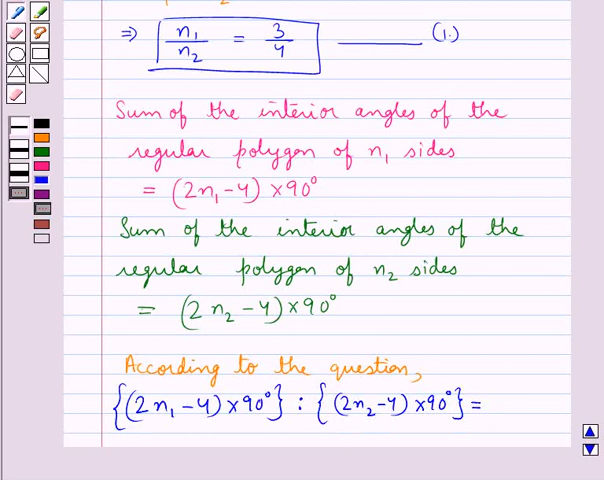 ⇒ n₁/n₂ = 3/4 ______ (1.)
Sum of the interior angles of the
regular polygon of n₁ sides
= (2n₁-4) ×90°
Sum of the interior angles of the
regular polygon of n₂ sides
= (2n₂-4)×90°
According to the question,
{(2n₁-4)×90°} : {(2n₂-4)×90°} =